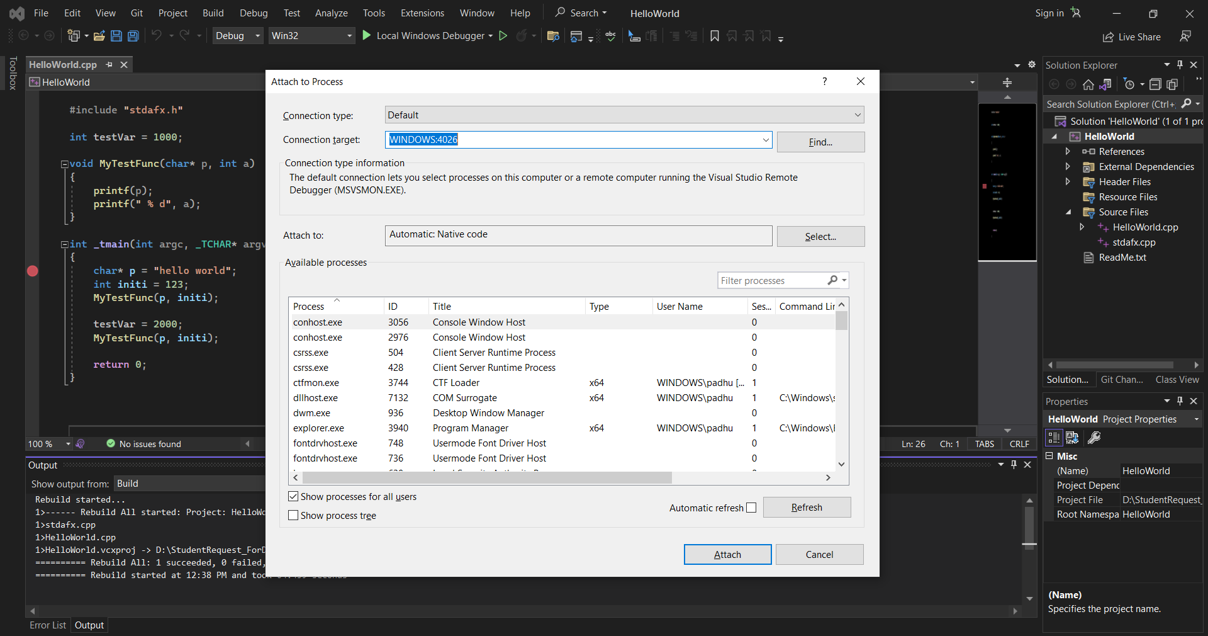 File Edit View Git Project Build Debug Test Analyze Tools Extensions Window Help Search HelloWorld Sign in
Debug Win32 Local Windows Debugger Live Share
Toolbox
HelloWorld.cpp
HelloWorld
#include "stdafx.h"
int testVar = 1000;
void MyTestFunc(char* p, int a)
{
printf(p);
printf(" % d", a);
}
int _tmain(int argc, _TCHAR* argv
{
char* p = "hello world";
int initi = 123;
MyTestFunc(p, initi);
testVar = 2000;
MyTestFunc(p, initi);
return 0;
}
100 % No issues found Ln: 26 Ch: 1 TABS CRLF
Attach to Process ?
Connection type: Default
Connection target: WINDOWS:4026 Find...
Connection type information
The default connection lets you select processes on this computer or a remote computer running the Visual Studio Remote
Debugger (MSVSMON.EXE).
Attach to: Automatic: Native code Select...
Available processes
Filter processes
Process ID Title Type User Name Ses... Command Lin
conhost.exe 3056 Console Window Host 0
conhost.exe 2976 Console Window Host 0
csrss.exe 504 Client Server Runtime Process 0
csrss.exe 428 Client Server Runtime Process 0
ctfmon.exe 3744 CTF Loader x64 WINDOWS\padhu [... 1
dllhost.exe 7132 COM Surrogate x64 WINDOWS\padhu 1 C:\Windows\s
dwm.exe 936 Desktop Window Manager 0
explorer.exe 3940 Program Manager x64 WINDOWS\padhu 1 C:\Windows\
fontdrvhost.exe 748 Usermode Font Driver Host 0
fontdrvhost.exe 736 Usermode Font Driver Host 0
Show processes for all users
Show process tree
Automatic refresh Refresh
Attach Cancel
Output
Show output from: Build
Rebuild started...
1>------ Rebuild All started: Project: HelloWo
1>stdafx.cpp
1>HelloWorld.cpp
1>HelloWorld.vcxproj -> D:\StudentRequest_ForD
========== Rebuild All: 1 succeeded, 0 failed,
========== Rebuild started at 12:38 PM and took
Error List Output
Solution Explorer
Search Solution Explorer (Ctrl+
Solution 'HelloWorld' (1 of 1 pro
HelloWorld
References
External Dependencies
Header Files
Resource Files
Source Files
HelloWorld.cpp
stdafx.cpp
ReadMe.txt
Solution... Git Chan... Class View
Properties
HelloWorld Project Properties
Misc
(Name) HelloWorld
Project Depenc
Project File D:\StudentRequest_
Root Namespa HelloWorld
(Name)
Specifies the project name.